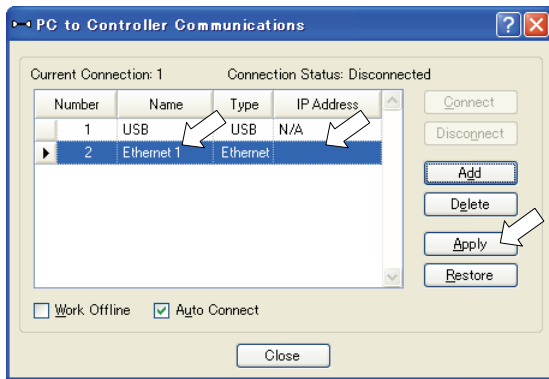 PC to Controller Communications
Current Connection: 1 Connection Status: Disconnected
Number Name Type IP Address
Connect
1 USB USB N/A
Disconnect
2 Ethernet 1 Ethernet
Add
Delete
Apply
Restore
Work Offline Auto Connect
Close